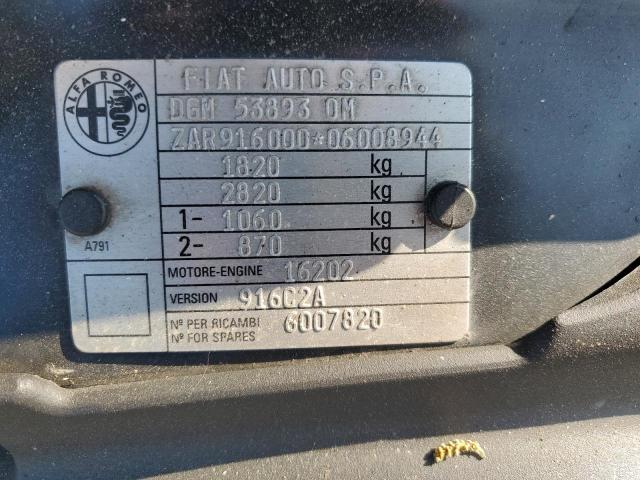 ALFA ROMEO
FIAT AUTO S.P.A.
DGM 53893 OM
ZAR916000*06008944
1820 kg
2820 kg
1- 1060 kg
2- 870 kg
A791
MOTORE-ENGINE 16202
VERSION 916C2A
Nº PER RICAMBI
Nº FOR SPARES 6007820